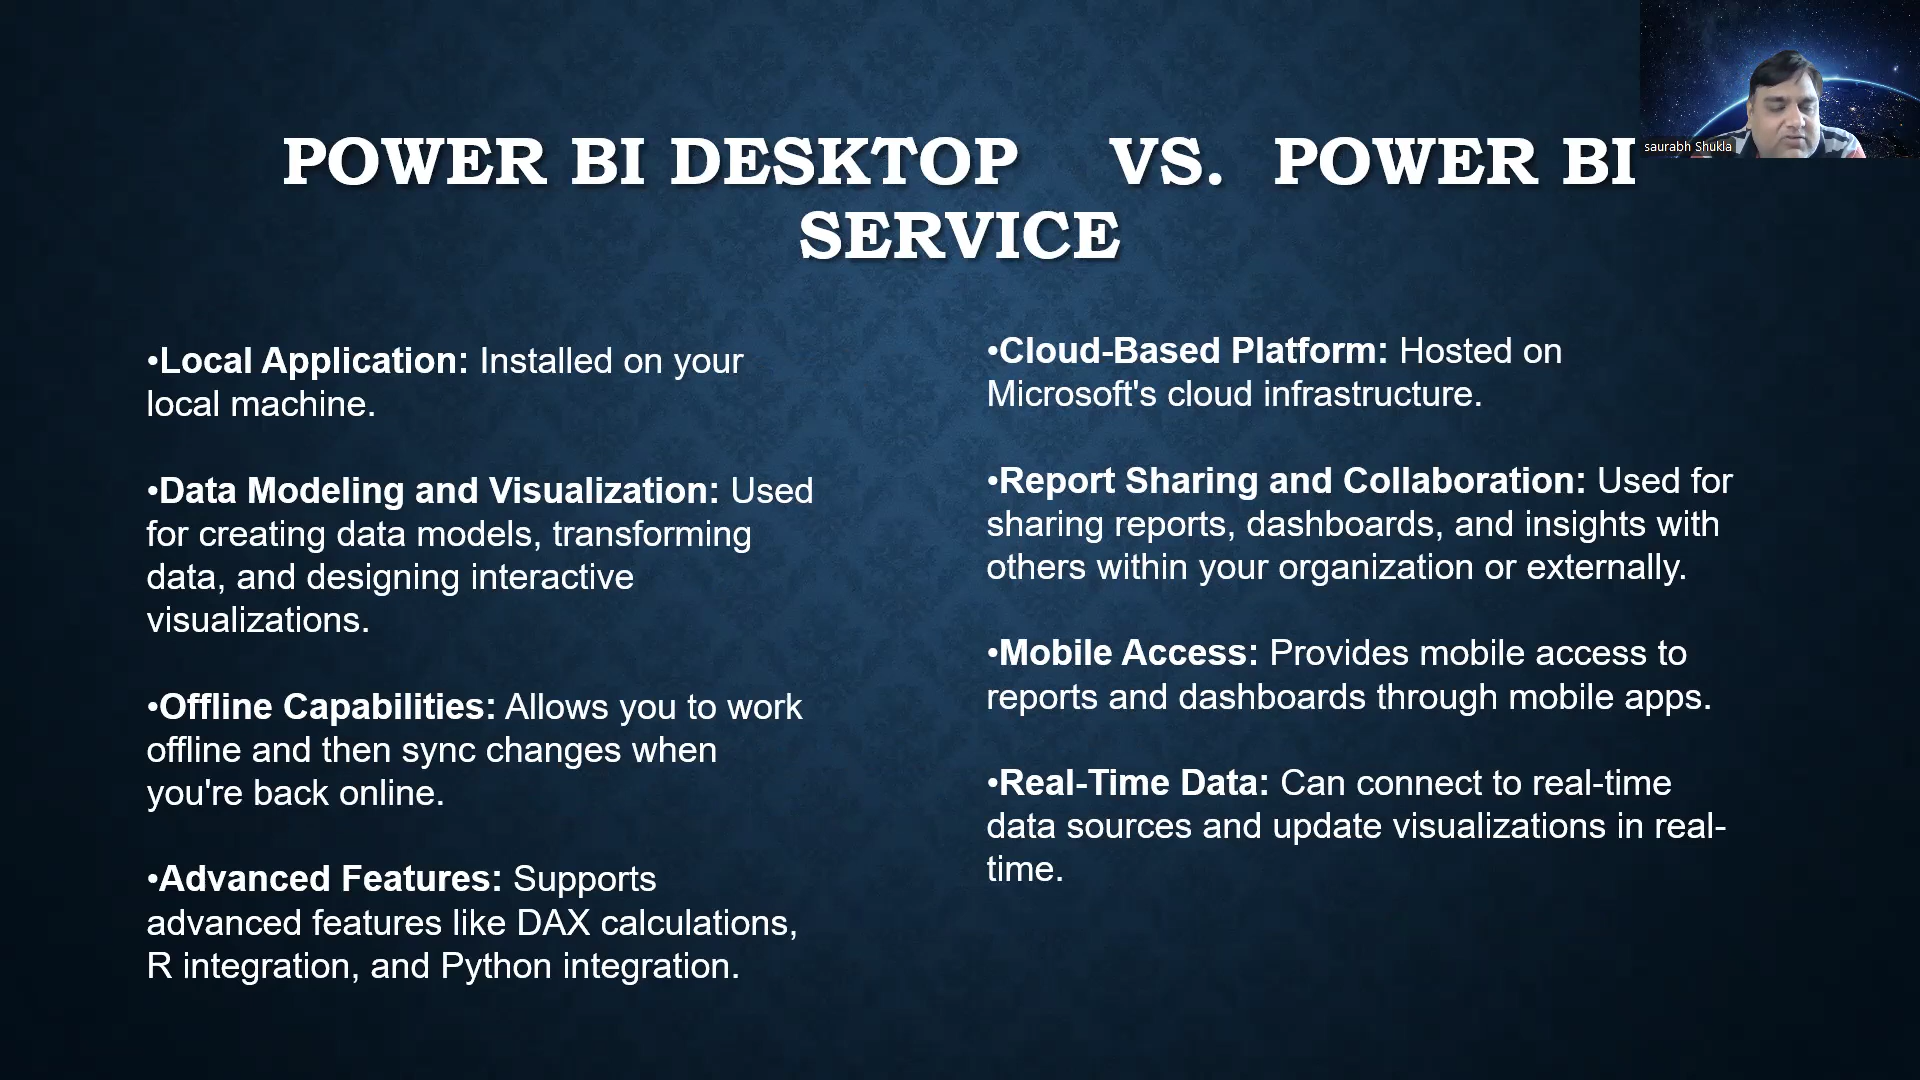 saurabh Shukla
POWER BI DESKTOP VS. POWER BI
SERVICE
•Local Application: Installed on your
local machine.
•Data Modeling and Visualization: Used
for creating data models, transforming
data, and designing interactive
visualizations.
•Offline Capabilities: Allows you to work
offline and then sync changes when
you're back online.
•Advanced Features: Supports
advanced features like DAX calculations,
R integration, and Python integration.
•Cloud-Based Platform: Hosted on
Microsoft's cloud infrastructure.
•Report Sharing and Collaboration: Used for
sharing reports, dashboards, and insights with
others within your organization or externally.
•Mobile Access: Provides mobile access to
reports and dashboards through mobile apps.
•Real-Time Data: Can connect to real-time
data sources and update visualizations in real-
time.